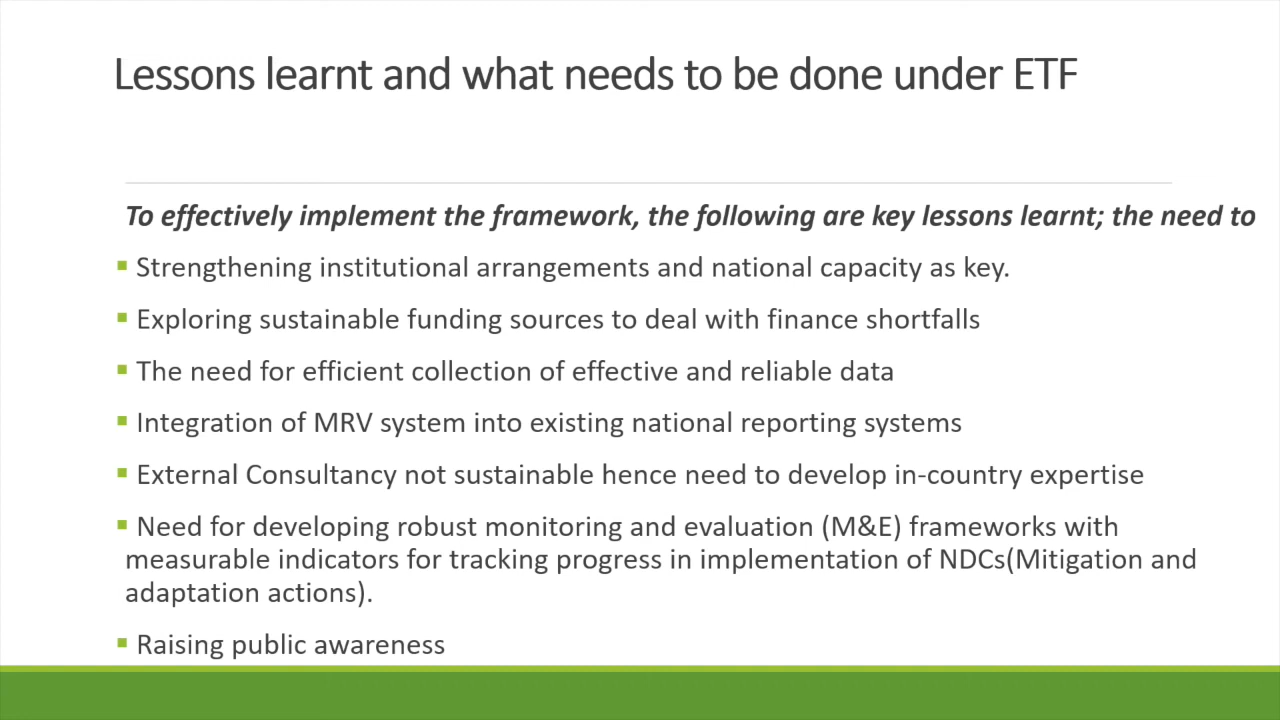 Lessons learnt and what needs to be done under ETF
To effectively implement the framework, the following are key lessons learnt; the need to
▪ Strengthening institutional arrangements and national capacity as key.
▪ Exploring sustainable funding sources to deal with finance shortfalls
▪ The need for efficient collection of effective and reliable data
▪ Integration of MRV system into existing national reporting systems
▪ External Consultancy not sustainable hence need to develop in-country expertise
▪ Need for developing robust monitoring and evaluation (M&E) frameworks with
measurable indicators for tracking progress in implementation of NDCs(Mitigation and
adaptation actions).
▪ Raising public awareness